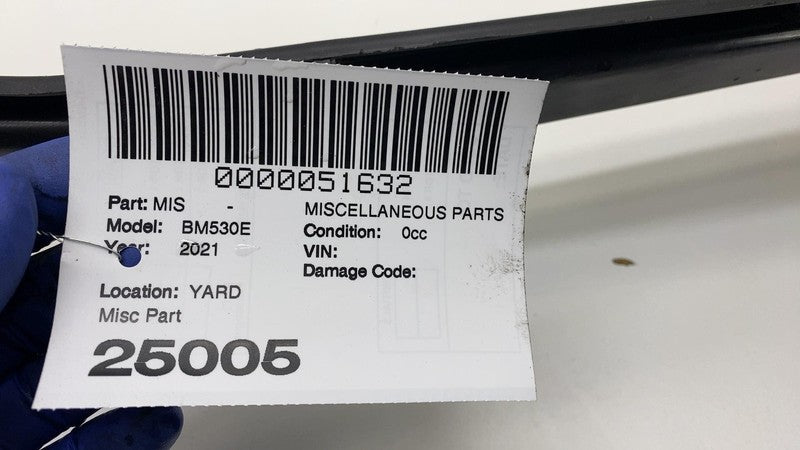 0000051632
Part: MIS - MISCELLANEOUS PARTS
Model: BM530E Condition: 0cc
Year: 2021 VIN:
Damage Code:
Location: YARD
Misc Part
25005